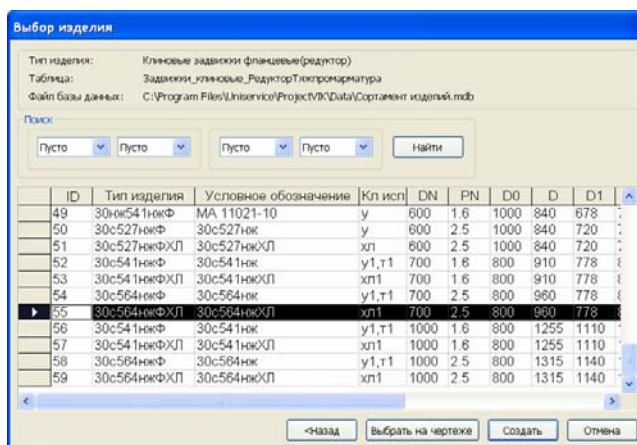 Выбор изделия
Тип изделия: Клиновые задвижки фланцевые(редуктор)
Таблица: Задвижки_клиновые_РедукторТяжпромарматура
Файл базы данных: C:\Program Files\Uniservice\ProjectVIK\Data\Сортамент изделий.mdb
Поиск
Пусто Пусто Пусто Пусто Найти
ID Тип изделия Условное обозначение Кл исп DN PN D0 D D1
49 30нж541нжФ МА 11021-10 у 600 1.6 1000 840 678
50 30с527нжФ 30с527нж у 600 2.5 1000 840 720
51 30с527нжФХЛ 30с527нжХЛ хл 600 2.5 1000 840 720
52 30с541нжФ 30с541нж у1,т1 700 1.6 800 910 778
53 30с541нжФХЛ 30с541нжХЛ хл1 700 1.6 800 910 778
54 30с564нжФ 30с564нж у1,т1 700 2.5 800 960 778
55 30с564нжФХЛ 30с564нжХЛ хл1 700 2.5 800 960 778
56 30с541нжФ 30с541нж у1,т1 1000 1.6 800 1255 1110
57 30с541нжФХЛ 30с541нжХЛ хл1 1000 1.6 800 1255 1110
58 30с564нжФ 30с564нж у1,т1 1000 2.5 800 1315 1140
59 30с564нжФХЛ 30с564нжХЛ хл1 1000 2.5 800 1315 1140
<Назад Выбрать на чертеже Создать Отмена